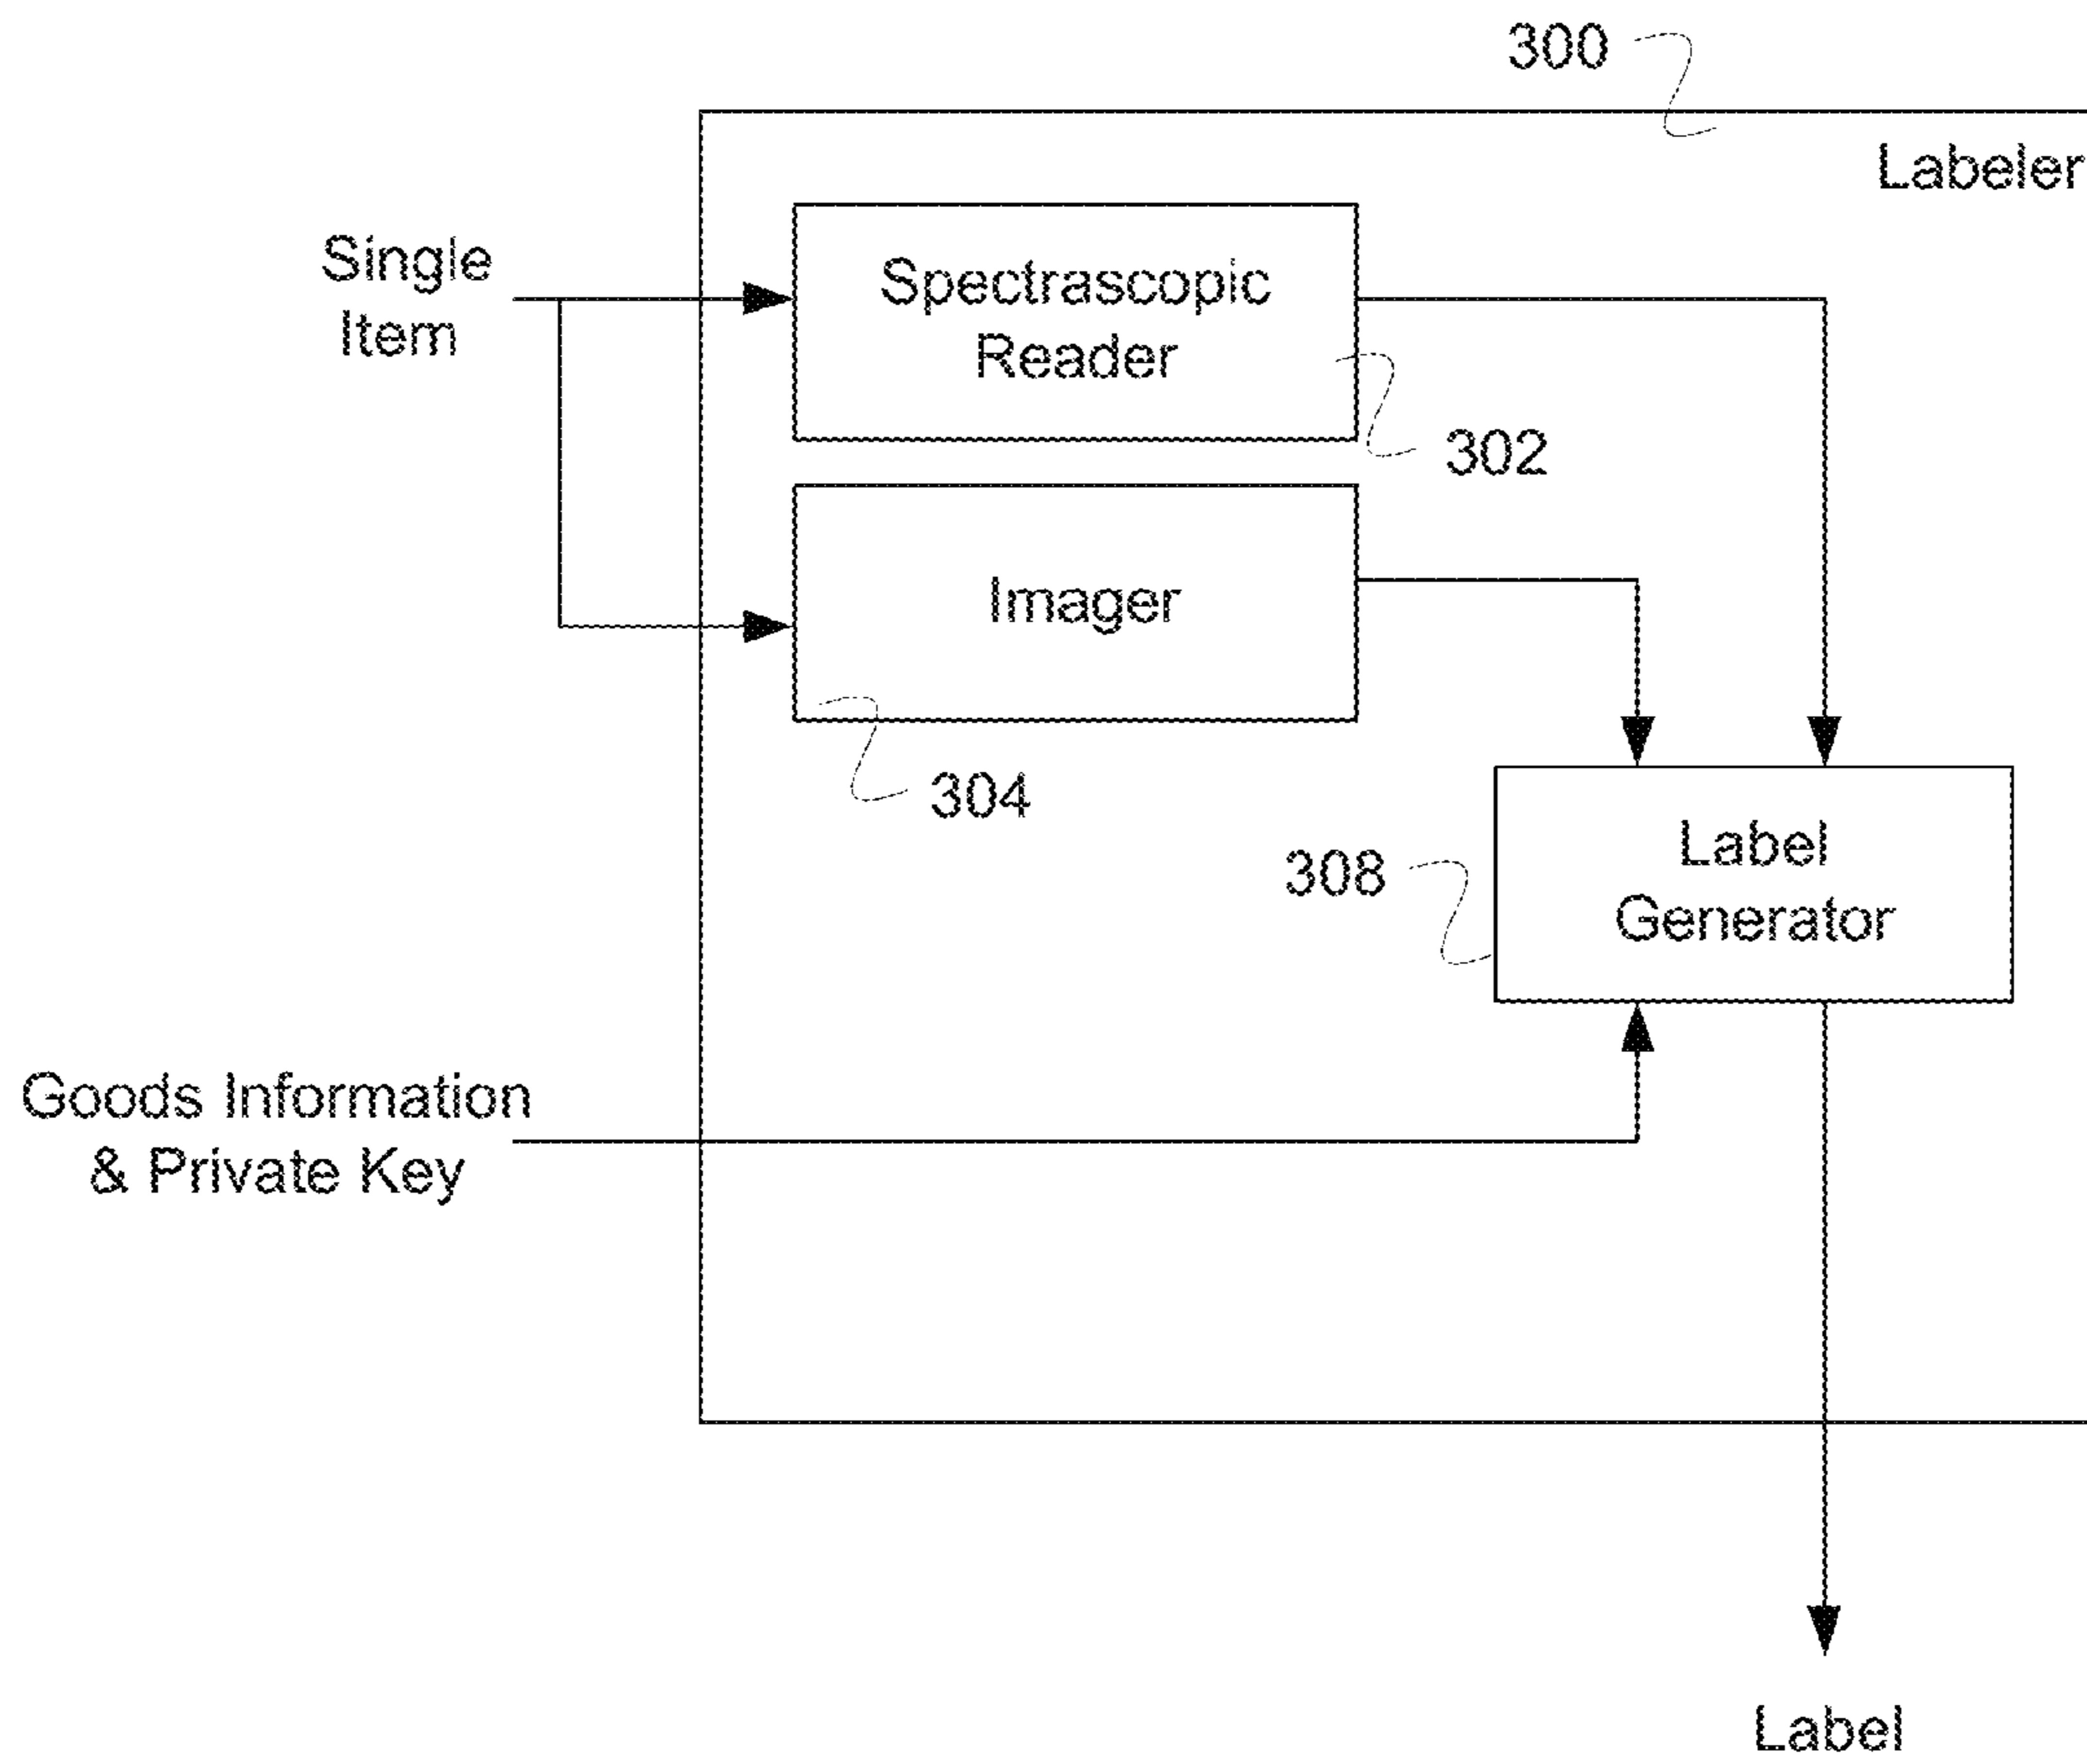 300
Labeler
Single
Item
Spectrascopic
Reader
302
Imager
304
308
Label
Generator
Goods Information
& Private Key
Label